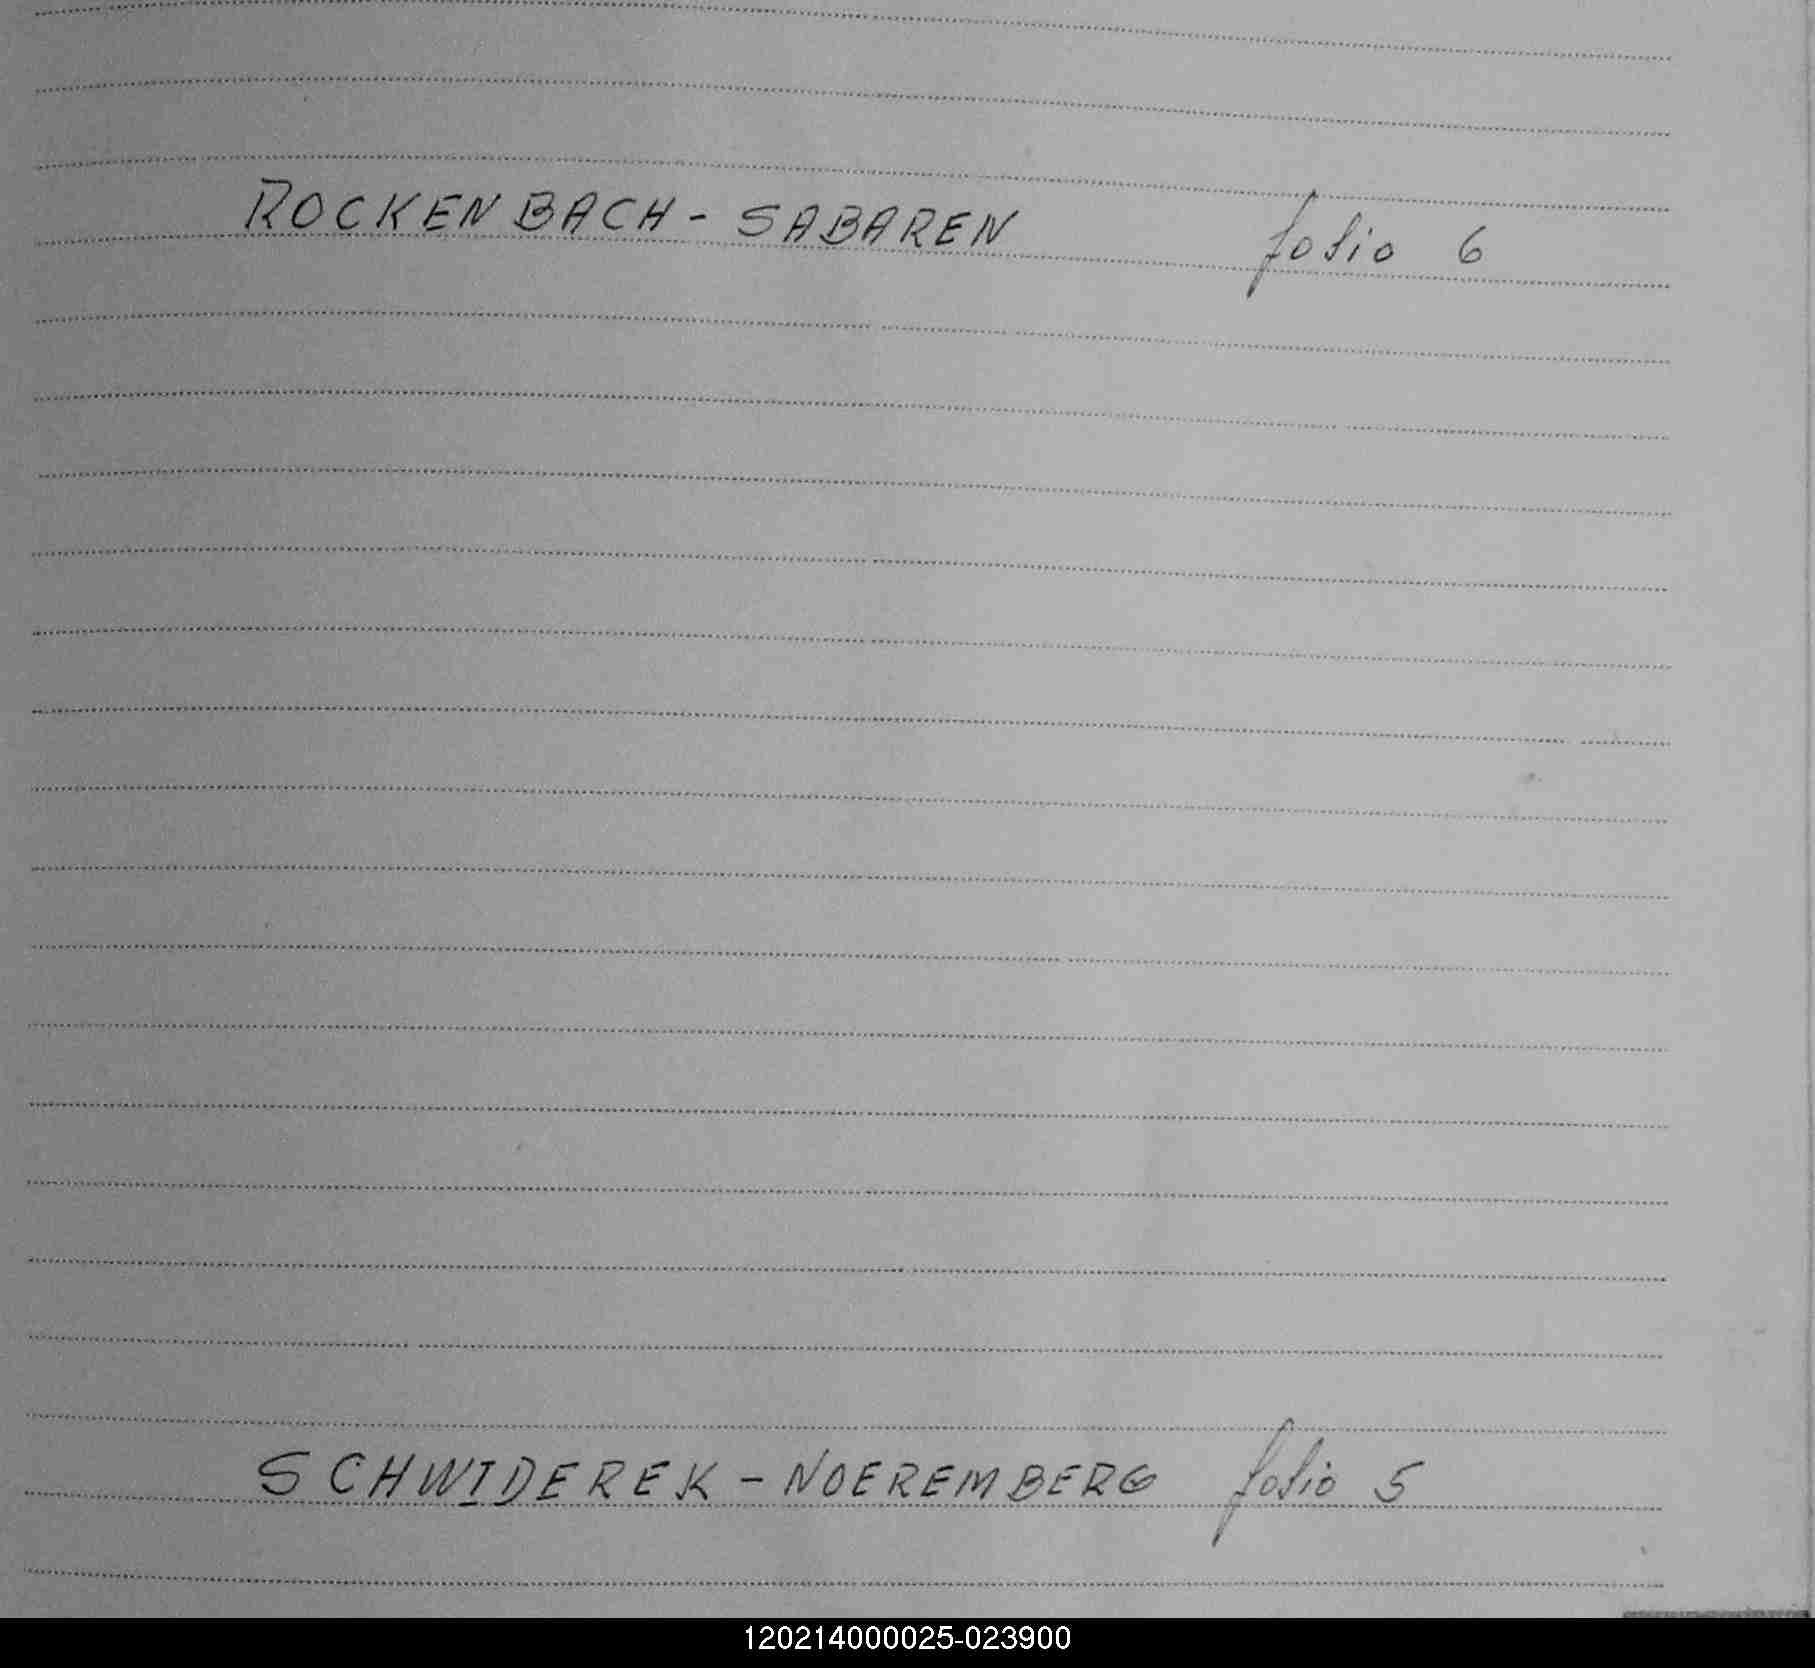 ROCKENBACH - SABAREN folio 6
SCHWIDEREK - NOEREMBERG folio 5
120214000025-023900